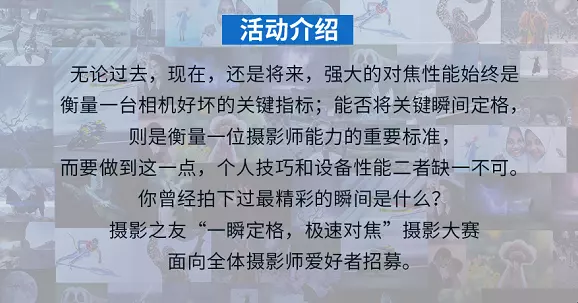 活动介绍
无论过去，现在，还是将来，强大的对焦性能始终是
衡量一台相机好坏的关键指标；能否将关键瞬间定格，
则是衡量一位摄影师能力的重要标准，
而要做到这一点，个人技巧和设备性能二者缺一不可。
你曾经拍下过最精彩的瞬间是什么？
摄影之友“一瞬定格，极速对焦”摄影大赛
面向全体摄影师爱好者招募。